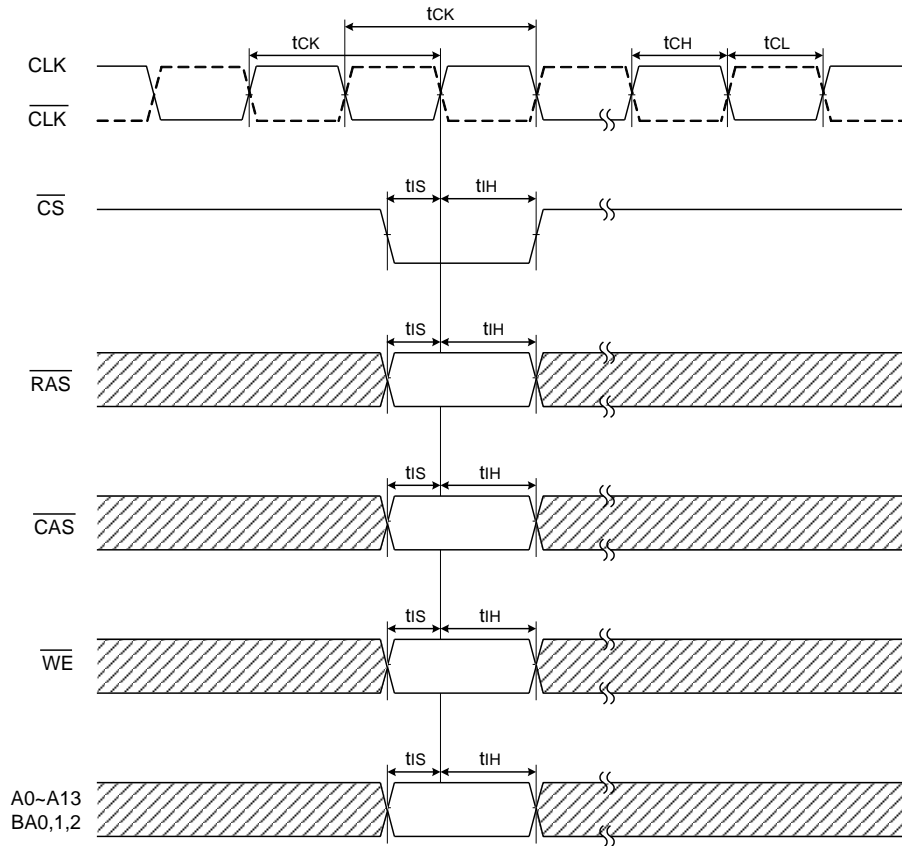 tCK
tCK tCH tCL
CLK
CLK
tIS tIH
CS
tIS tIH
RAS
tIS tIH
CAS
tIS tIH
WE
tIS tIH
A0~A13
BA0,1,2